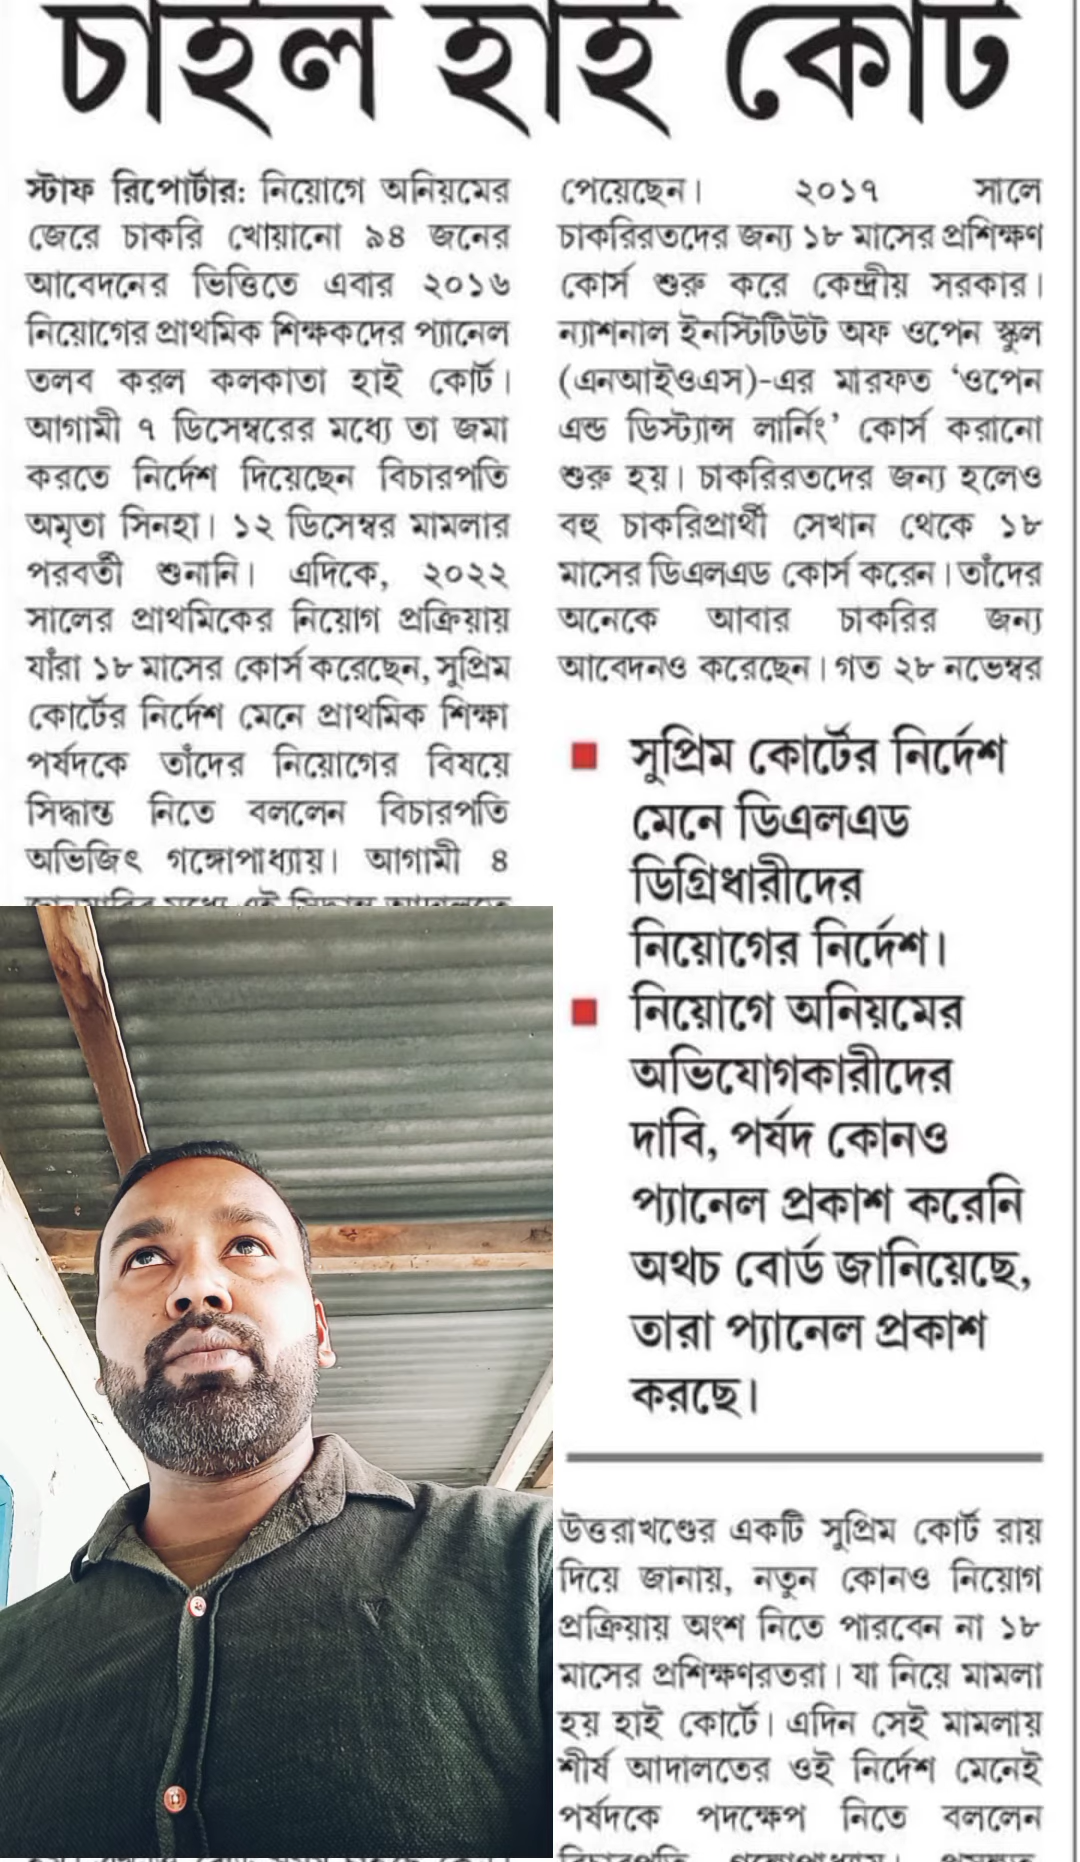 চাইল হাই কোর্ট
স্টাফ রিপোর্টার: নিয়োগে অনিয়মের
জেরে চাকরি খোয়ানো ৯৪ জনের
আবেদনের ভিত্তিতে এবার ২০১৬
নিয়োগের প্রাথমিক শিক্ষকদের প্যানেল
তলব করল কলকাতা হাই কোর্ট।
আগামী ৭ ডিসেম্বরের মধ্যে তা জমা
করতে নির্দেশ দিয়েছেন বিচারপতি
অমৃতা সিনহা। ১২ ডিসেম্বর মামলার
পরবর্তী শুনানি। এদিকে, ২০২২
সালের প্রাথমিকের নিয়োগ প্রক্রিয়ায়
যাঁরা ১৮ মাসের কোর্স করেছেন, সুপ্রিম
কোর্টের নির্দেশ মেনে প্রাথমিক শিক্ষা
পর্ষদকে তাঁদের নিয়োগের বিষয়ে
সিদ্ধান্ত নিতে বললেন বিচারপতি
অভিজিৎ গঙ্গোপাধ্যায়। আগামী ৪
পেয়েছেন। ২০১৭ সালে
চাকরিরতদের জন্য ১৮ মাসের প্রশিক্ষণ
কোর্স শুরু করে কেন্দ্রীয় সরকার।
ন্যাশনাল ইনস্টিটিউট অফ ওপেন স্কুল
(এনআইওএস)-এর মারফত ‘ওপেন
এন্ড ডিস্ট্যান্স লার্নিং’ কোর্স করানো
শুরু হয়। চাকরিরতদের জন্য হলেও
বহু চাকরিপ্রার্থী সেখান থেকে ১৮
মাসের ডিএলএড কোর্স করেন। তাঁদের
অনেকে আবার চাকরির জন্য
আবেদনও করেছেন। গত ২৮ নভেম্বর
সুপ্রিম কোর্টের নির্দেশ
মেনে ডিএলএড
ডিগ্রিধারীদের
নিয়োগের নির্দেশ।
নিয়োগে অনিয়মের
অভিযোগকারীদের
দাবি, পর্ষদ কোনও
প্যানেল প্রকাশ করেনি
অথচ বোর্ড জানিয়েছে,
তারা প্যানেল প্রকাশ
করছে।
উত্তরাখণ্ডের একটি সুপ্রিম কোর্ট রায়
দিয়ে জানায়, নতুন কোনও নিয়োগ
প্রক্রিয়ায় অংশ নিতে পারবেন না ১৮
মাসের প্রশিক্ষণরতরা। যা নিয়ে মামলা
হয় হাই কোর্টে। এদিন সেই মামলায়
শীর্ষ আদালতের ওই নির্দেশ মেনেই
পর্ষদকে পদক্ষেপ নিতে বললেন